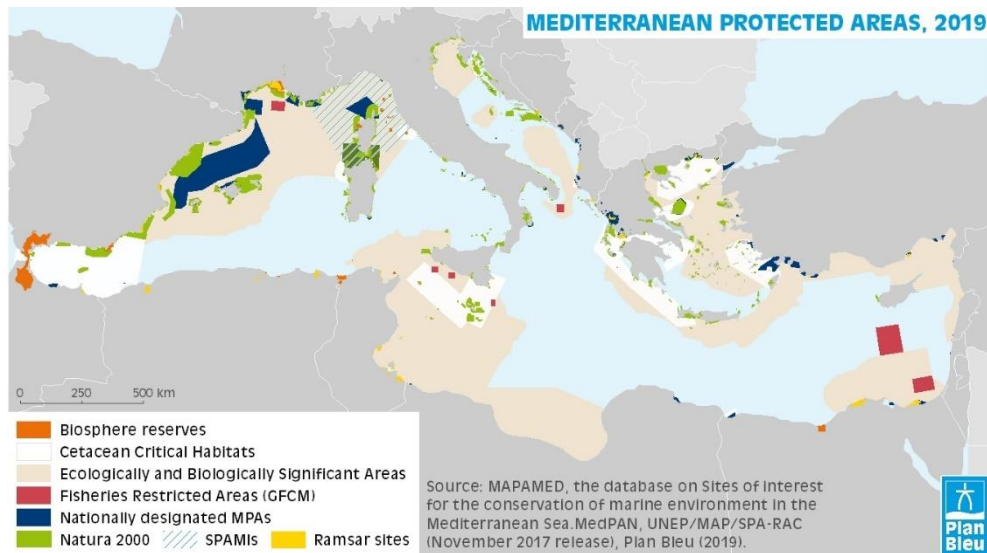 MEDITERRANEAN PROTECTED AREAS, 2019
0 250 500 km
Biosphere reserves
Cetacean Critical Habitats
Ecologically and Biologically Significant Areas
Fisheries Restricted Areas (GFCM)
Nationally designated MPAs
Natura 2000 SPAMIs Ramsar sites
Source: MAPAMED, the database on Sites of interest
for the conservation of marine environment in the
Mediterranean Sea.MedPAN, UNEP/MAP/SPA-RAC
(November 2017 release), Plan Bleu (2019).
Plan
Bleu